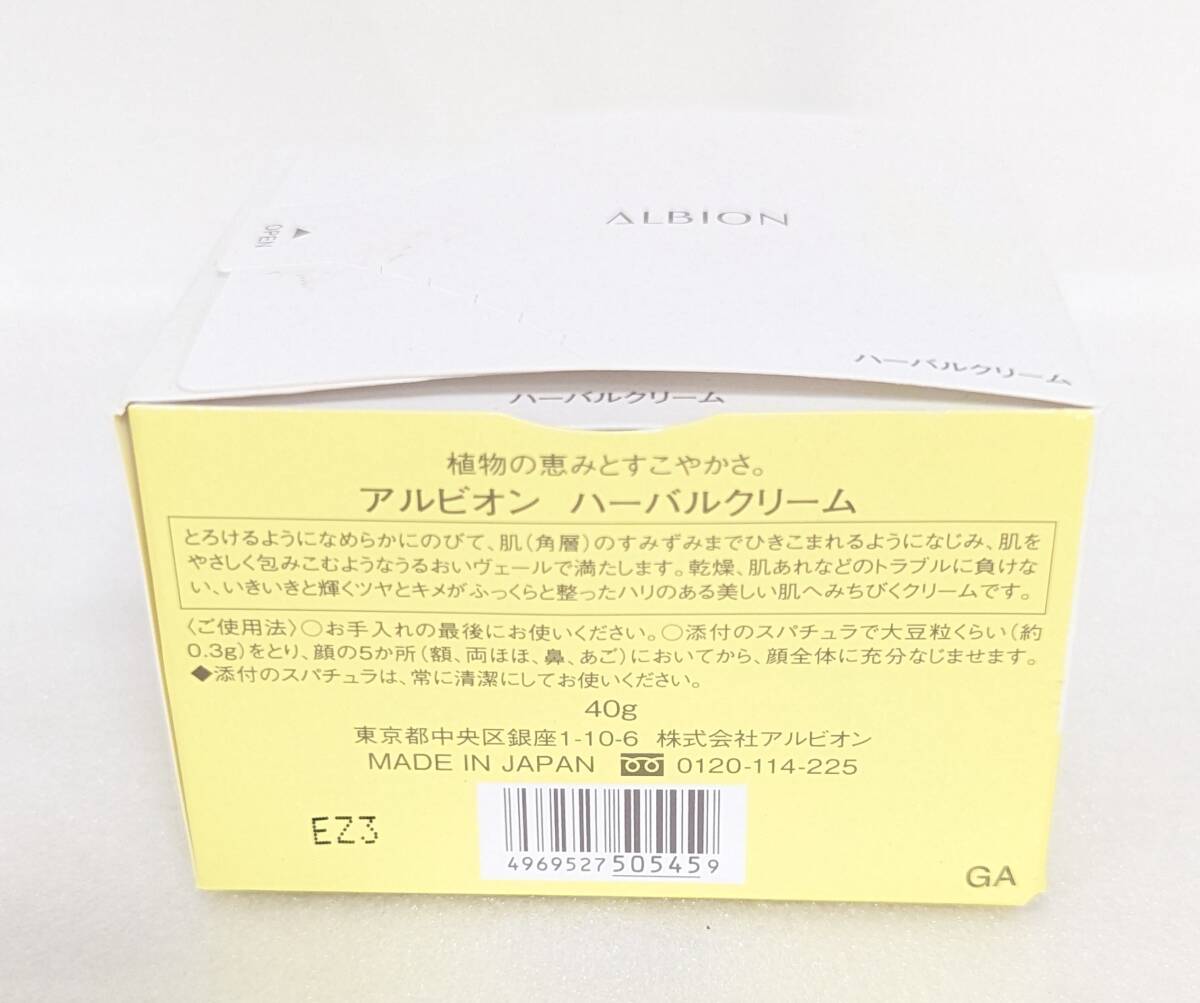 ALBION
OPEN
ハーバルクリーム
ハーバルクリーム
植物の恵みとすこやかさ。
アルビオン ハーバルクリーム
とろけるようになめらかにのびて、肌(角層)のすみずみまでひきこまれるようになじみ、肌を
やさしく包みこむようなうるおいヴェールで満たします。乾燥、肌あれなどのトラブルに負けな
い、いきいきと輝くツヤとキメがふっくらと整ったハリのある美しい肌へみちびくクリームです。
〈ご使用法〉○お手入れの最後にお使いください。○添付のスパチュラで大豆粒くらい(約
0.3g)をとり、顔の5か所(額、両ほほ、鼻、あご)においてから、顔全体に充分なじませます。
◆添付のスパチュラは、常に清潔にしてお使いください。
40g
東京都中央区銀座1-10-6 株式会社アルビオン
MADE IN JAPAN 0120-114-225
EZ3
4969527505459
GA